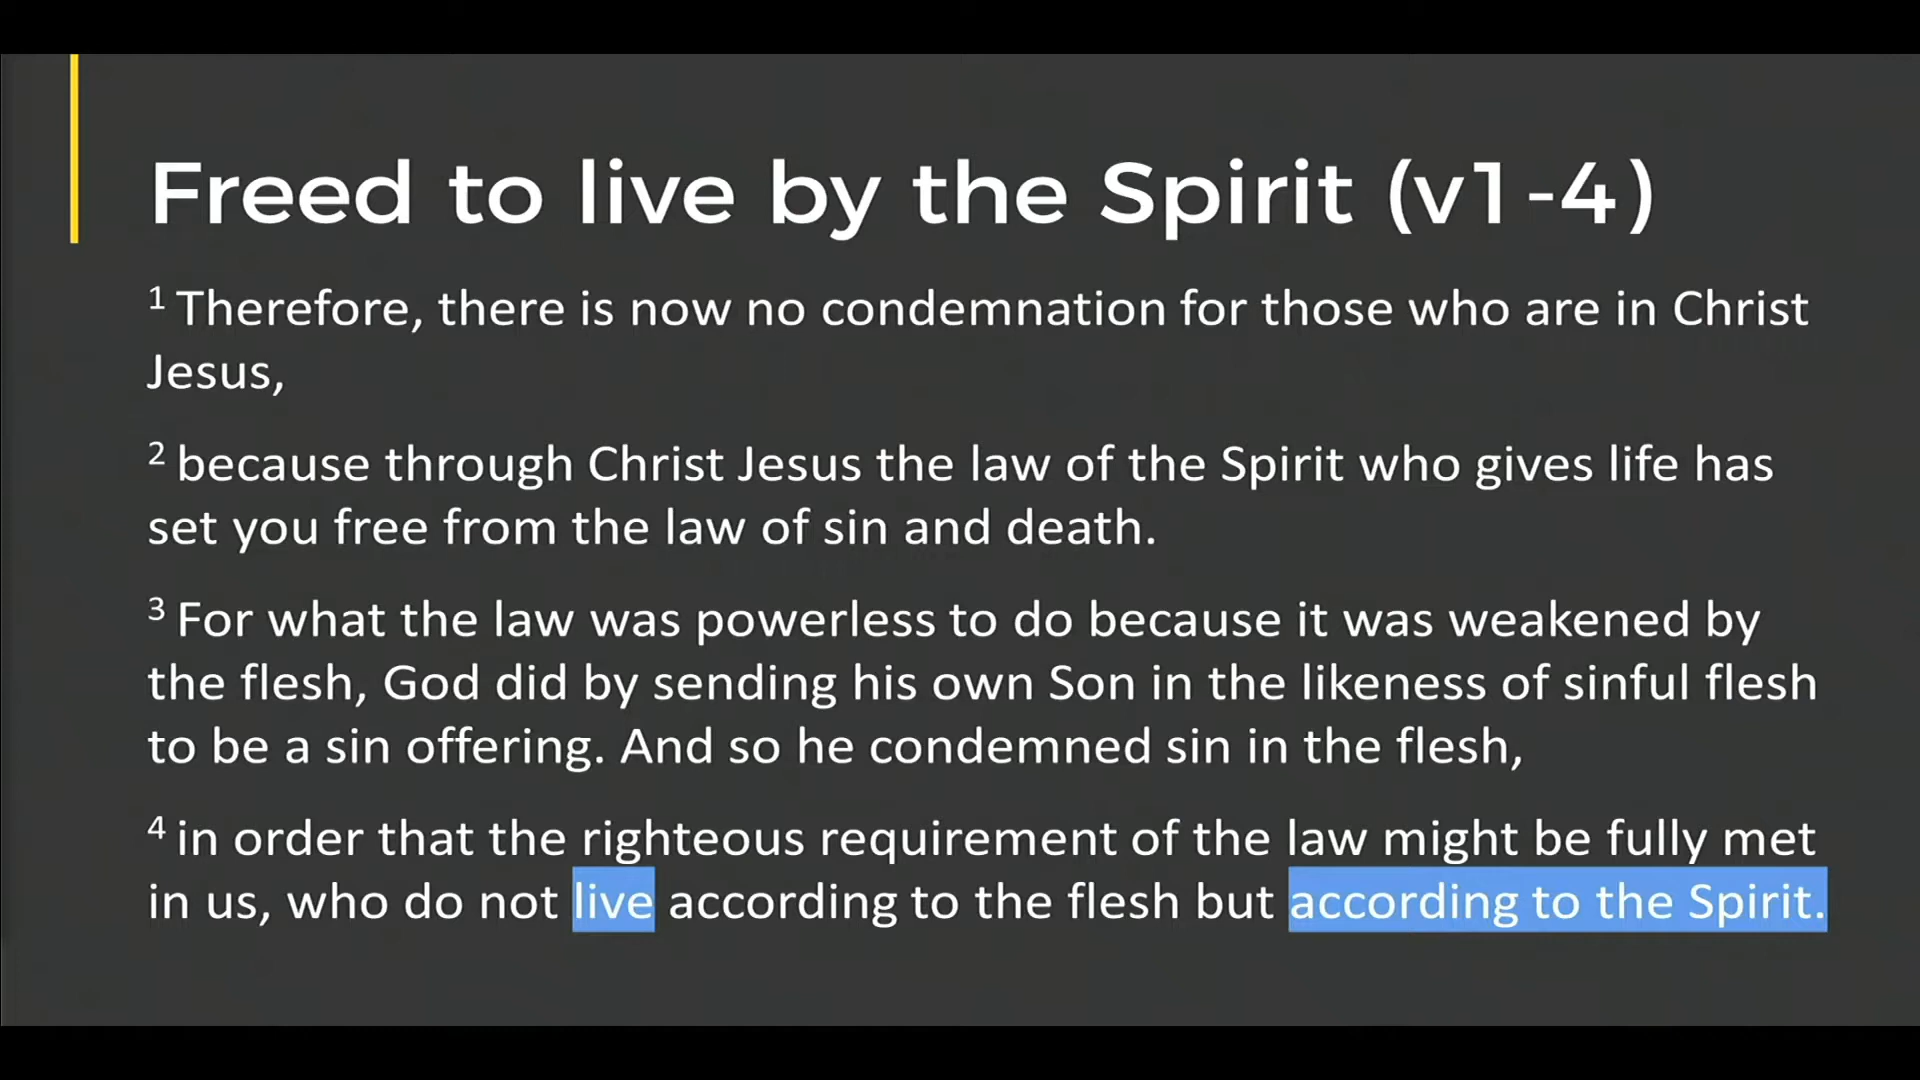 Freed to live by the Spirit (v1-4)
1 Therefore, there is now no condemnation for those who are in Christ
Jesus,
2 because through Christ Jesus the law of the Spirit who gives life has
set you free from the law of sin and death.
3 For what the law was powerless to do because it was weakened by
the flesh, God did by sending his own Son in the likeness of sinful flesh
to be a sin offering. And so he condemned sin in the flesh,
4 in order that the righteous requirement of the law might be fully met
in us, who do not live according to the flesh but according to the Spirit.